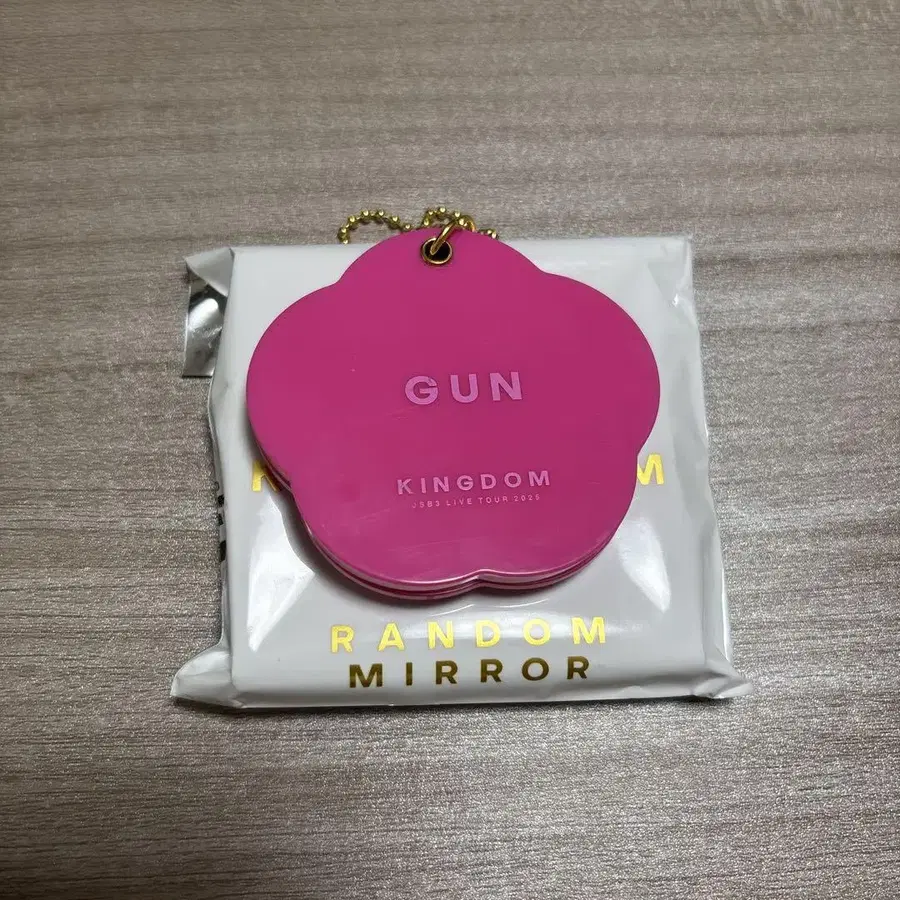 GUN
KINGDOM
JSB3 LIVE TOUR 2025
K M
RANDOM
MIRROR